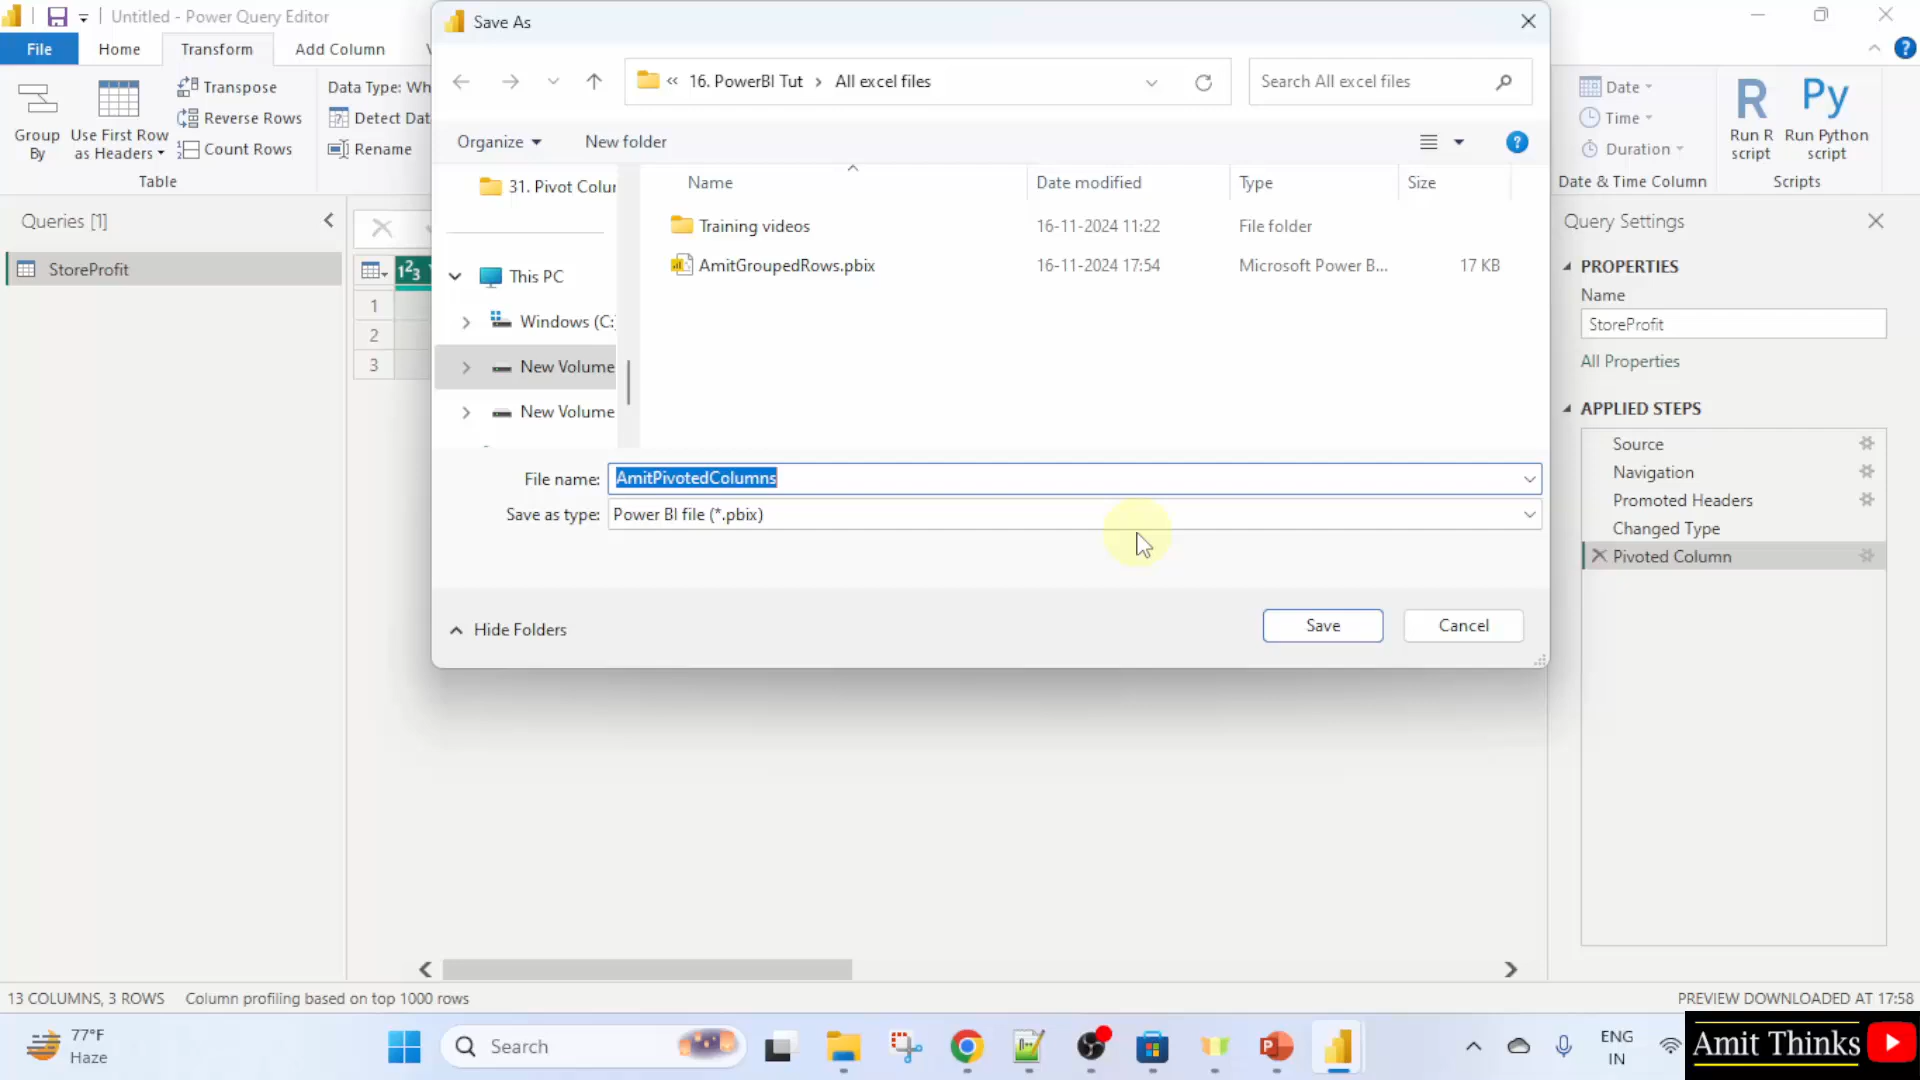 Untitled - Power Query Editor
File
Home
Transform
Add Column
Group By
Use First Row as Headers
Transpose
Reverse Rows
Count Rows
Table
Data Type: Wh
Detect Dat
Rename
Date
Time
Duration
Date & Time Column
R
Run R script
Py
Run Python script
Scripts
Save As
« 16. PowerBI Tut > All excel files
Search All excel files
Organize
New folder
31. Pivot Colu
This PC
Windows (C:
New Volume
New Volume
Name
Date modified
Type
Size
Training videos
16-11-2024 11:22
File folder
AmitGroupedRows.pbix
16-11-2024 17:54
Microsoft Power B...
17 KB
File name: AmitPivotedColumns
Save as type: Power BI file (*.pbix)
Hide Folders
Save
Cancel
Queries [1]
StoreProfit
123
1
2
3
Query Settings
PROPERTIES
Name
StoreProfit
All Properties
APPLIED STEPS
Source
Navigation
Promoted Headers
Changed Type
Pivoted Column
13 COLUMNS, 3 ROWS
Column profiling based on top 1000 rows
PREVIEW DOWNLOADED AT 17:58
77°F
Haze
Search
ENG
IN
Amit Thinks